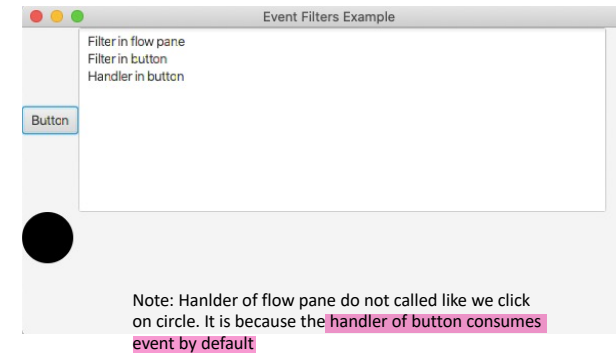 Event Filters Example
Filter in flow pane
Filter in button
Handler in button
Button
Note: Hanlder of flow pane do not called like we click
on circle. It is because the handler of button consumes
event by default